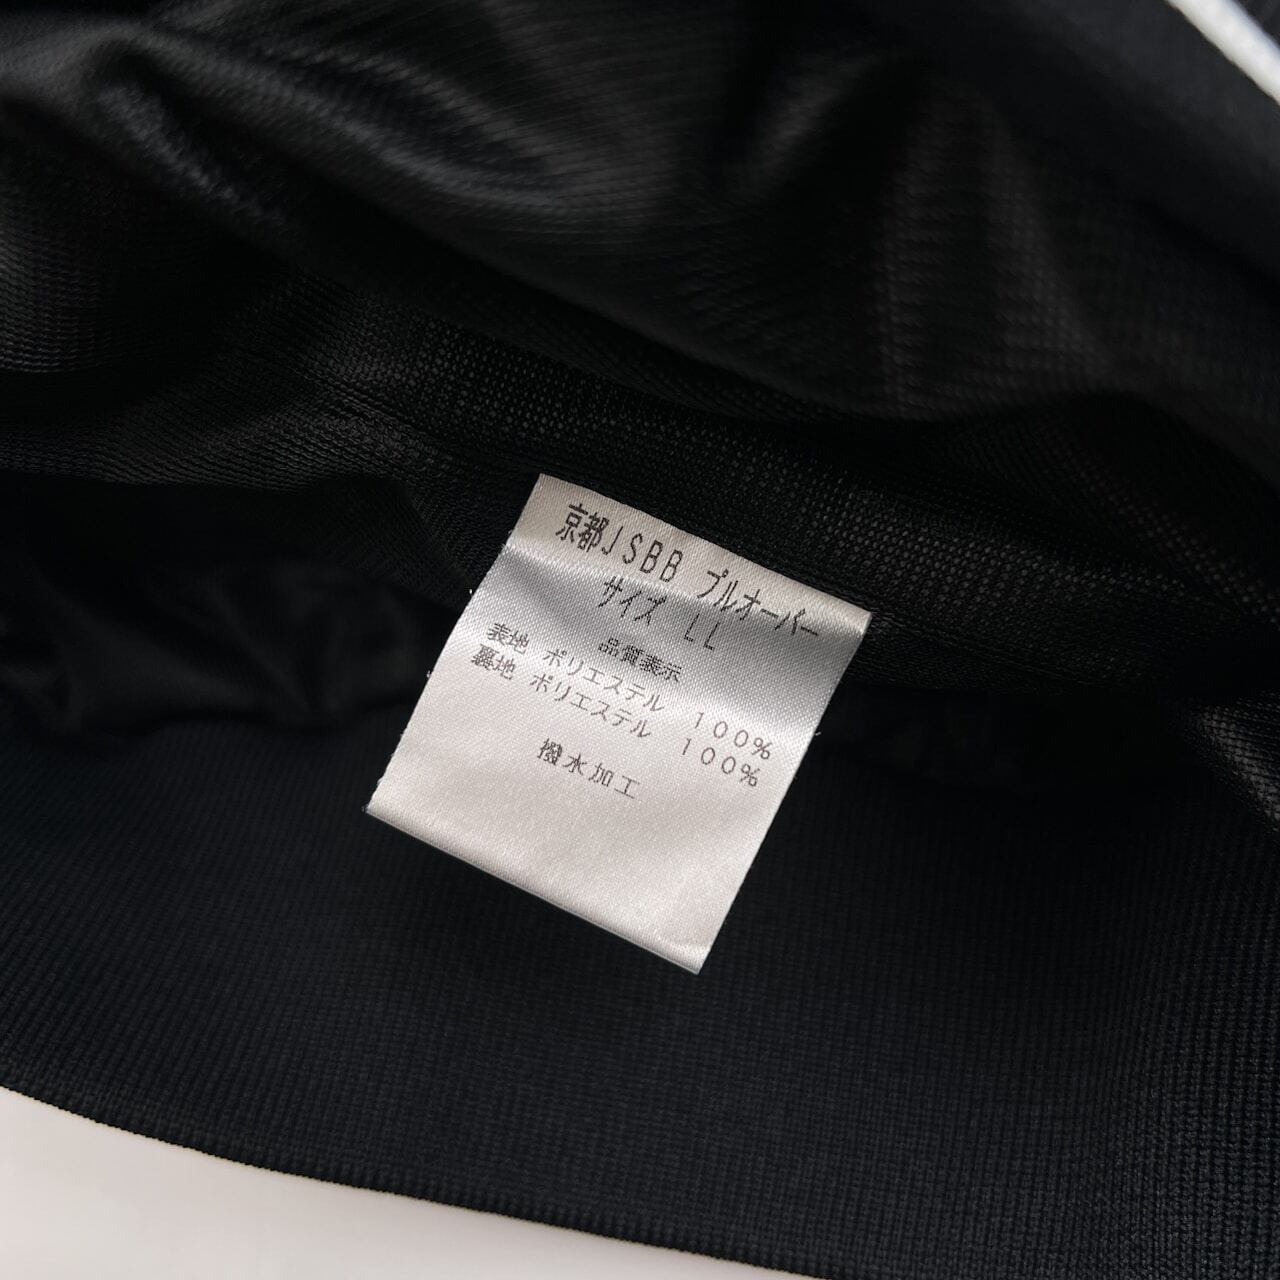 京都JSBB プルオーバー
サイズ LL
品質表示
表地 ポリエステル 100%
裏地 ポリエステル 100%
撥水加工